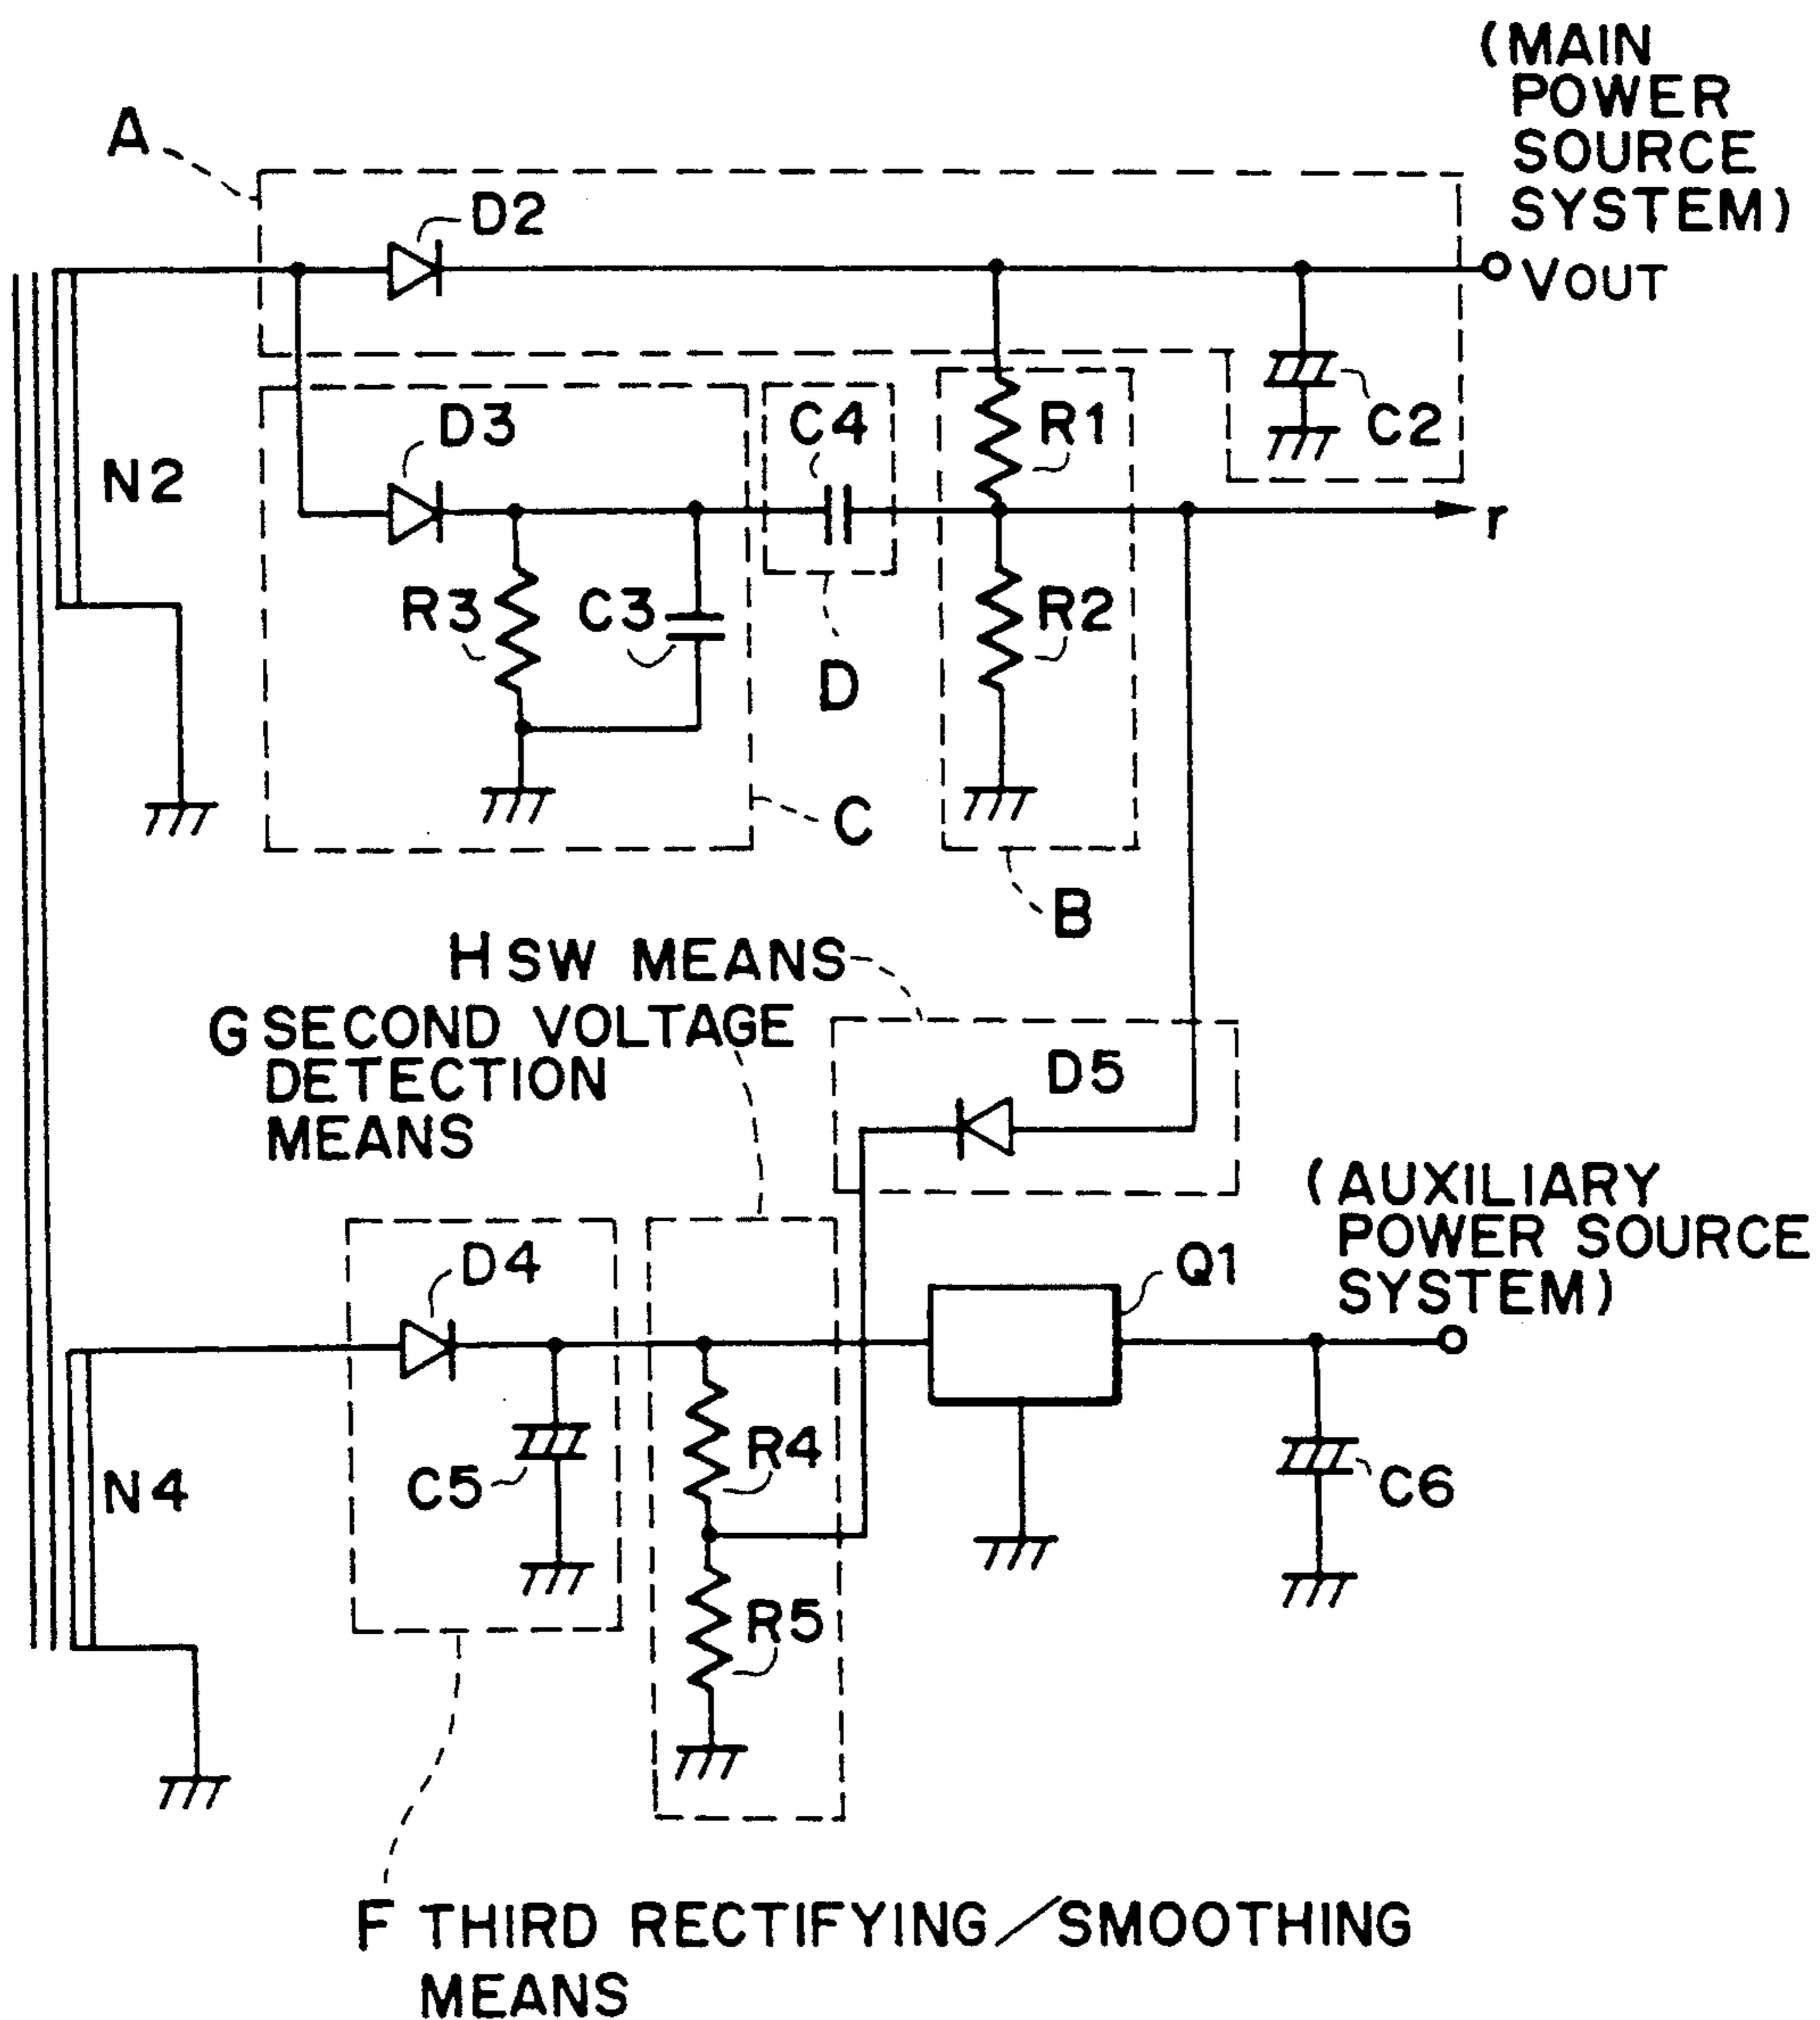 (MAIN
POWER
SOURCE
SYSTEM)
A
D2
VOUT
D3
C4
R1
C2
N2
r
R3
C3
R2
D
C
B
H SW MEANS
G SECOND VOLTAGE
DETECTION
MEANS
D5
(AUXILIARY
POWER SOURCE
SYSTEM)
D4
Q1
R4
C5
N4
C6
R5
F THIRD RECTIFYING/SMOOTHING
MEANS